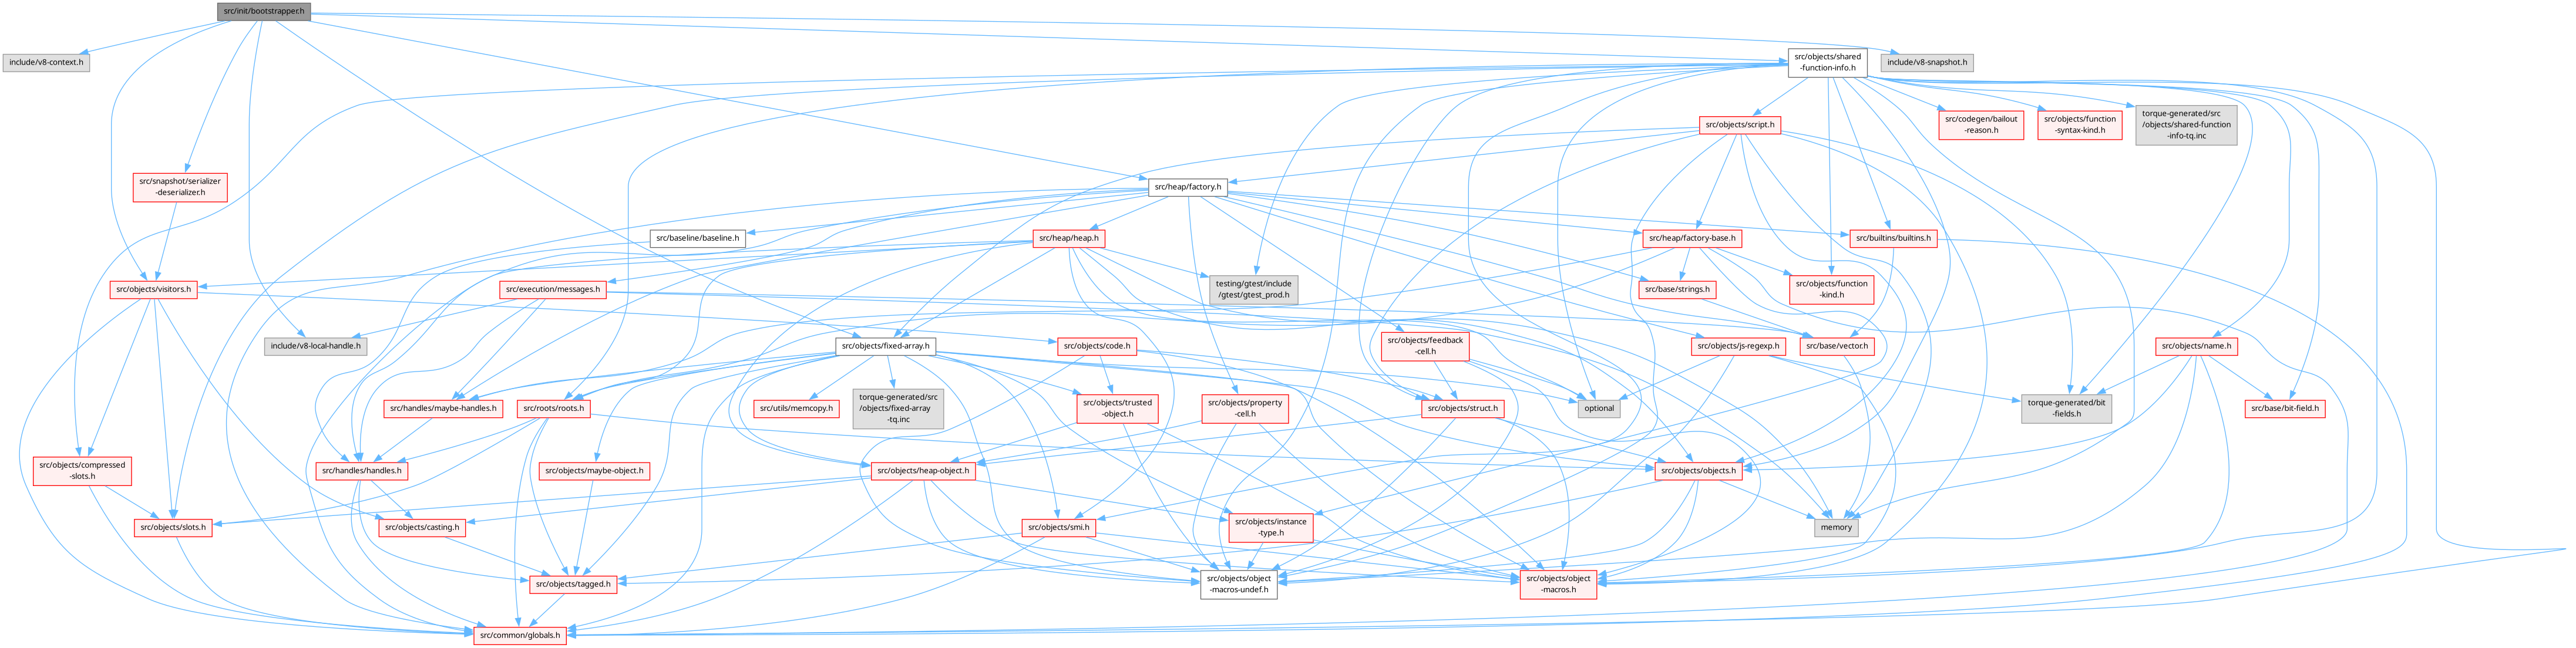 src/init/bootstrapper.h
include/v8-context.h
src/objects/shared
-function-info.h
include/v8-snapshot.h
src/objects/script.h
src/codegen/bailout
-reason.h
src/objects/function
-syntax-kind.h
torque-generated/src
/objects/shared-function
-info-tq.inc
src/snapshot/serializer
-deserializer.h
src/heap/factory.h
src/baseline/baseline.h
src/heap/heap.h
src/heap/factory-base.h
src/builtins/builtins.h
src/objects/visitors.h
src/execution/messages.h
testing/gtest/include
/gtest/gtest_prod.h
src/base/strings.h
src/objects/function
-kind.h
include/v8-local-handle.h
src/objects/fixed-array.h
src/objects/code.h
src/objects/feedback
-cell.h
src/objects/js-regexp.h
src/base/vector.h
src/objects/name.h
src/handles/maybe-handles.h
src/roots/roots.h
src/utils/memcopy.h
torque-generated/src
/objects/fixed-array
-tq.inc
src/objects/trusted
-object.h
src/objects/property
-cell.h
src/objects/struct.h
optional
torque-generated/bit
-fields.h
src/base/bit-field.h
src/objects/compressed
-slots.h
src/handles/handles.h
src/objects/maybe-object.h
src/objects/heap-object.h
src/objects/objects.h
src/objects/slots.h
src/objects/casting.h
src/objects/smi.h
src/objects/instance
-type.h
memory
src/objects/tagged.h
src/objects/object
-macros-undef.h
src/objects/object
-macros.h
src/common/globals.h